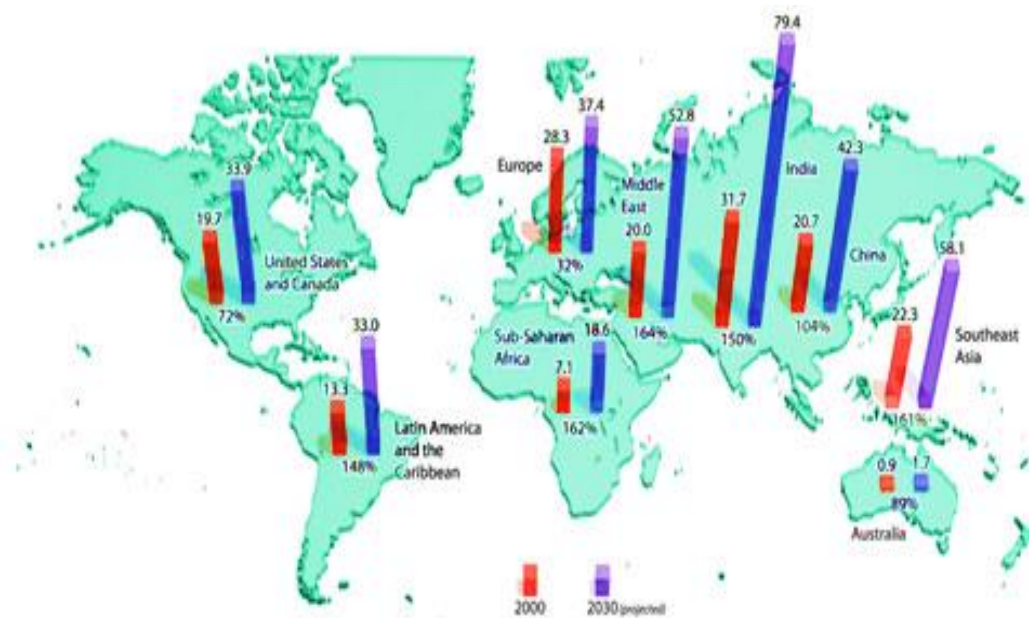 79.4
37.4
28.3
Europe
52.8
33.9
19.7
United States
and Canada
72%
32%
Middle
East
20.0
164%
31.7
India
150%
42.3
20.7
China
104%
58.1
22.3
Southeast
Asia
161%
Sub-Saharan
Africa
7.1
18.6
162%
33.0
13.3
Latin America
and the
Caribbean
148%
0.9
1.7
89%
Australia
2000
2030 (projected)